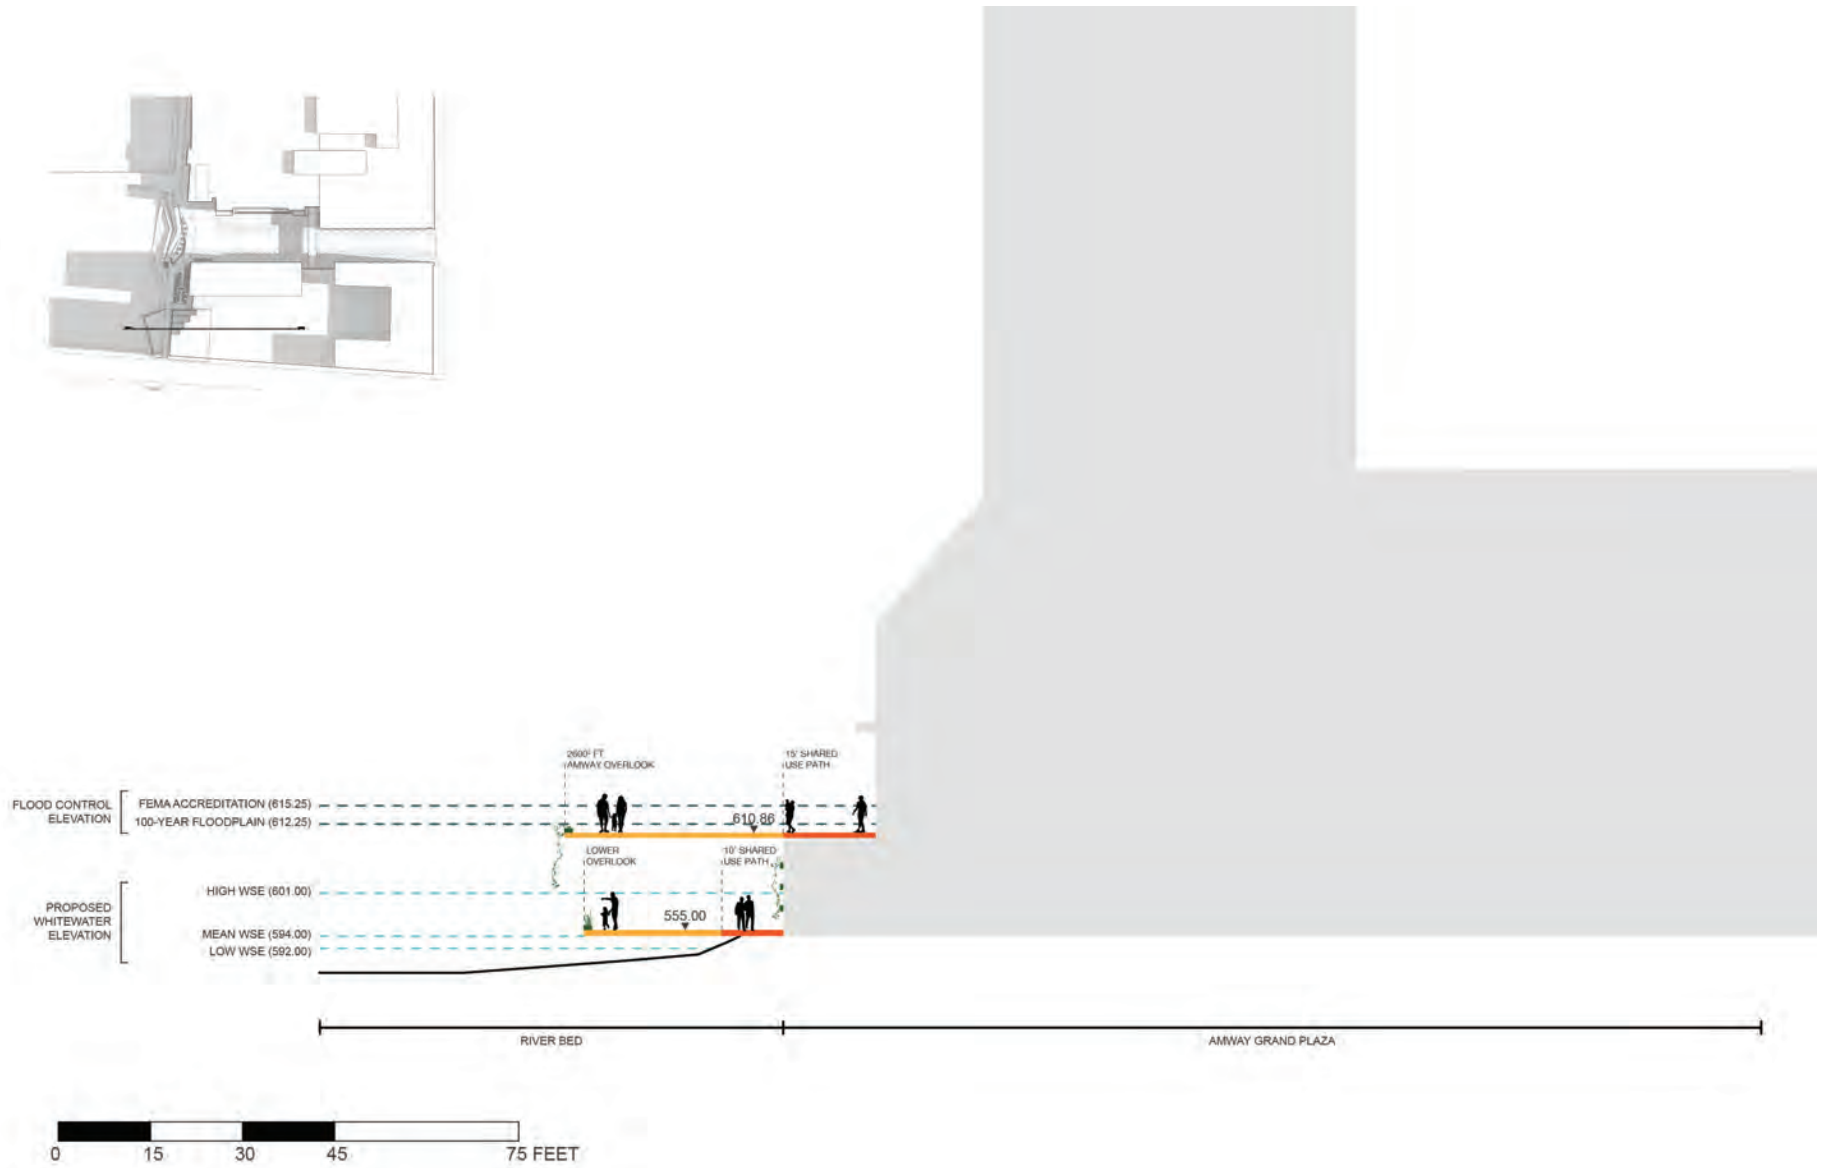 2600² FT
AMWAY OVERLOOK
15' SHARED
USE PATH
FLOOD CONTROL
ELEVATION
FEMA ACCREDITATION (615.25)
100-YEAR FLOODPLAIN (612.25)
610.86
LOWER
OVERLOOK
10' SHARED
USE PATH
HIGH WSE (601.00)
PROPOSED
WHITEWATER
ELEVATION
555.00
MEAN WSE (594.00)
LOW WSE (592.00)
RIVER BED
AMWAY GRAND PLAZA
0 15 30 45 75 FEET